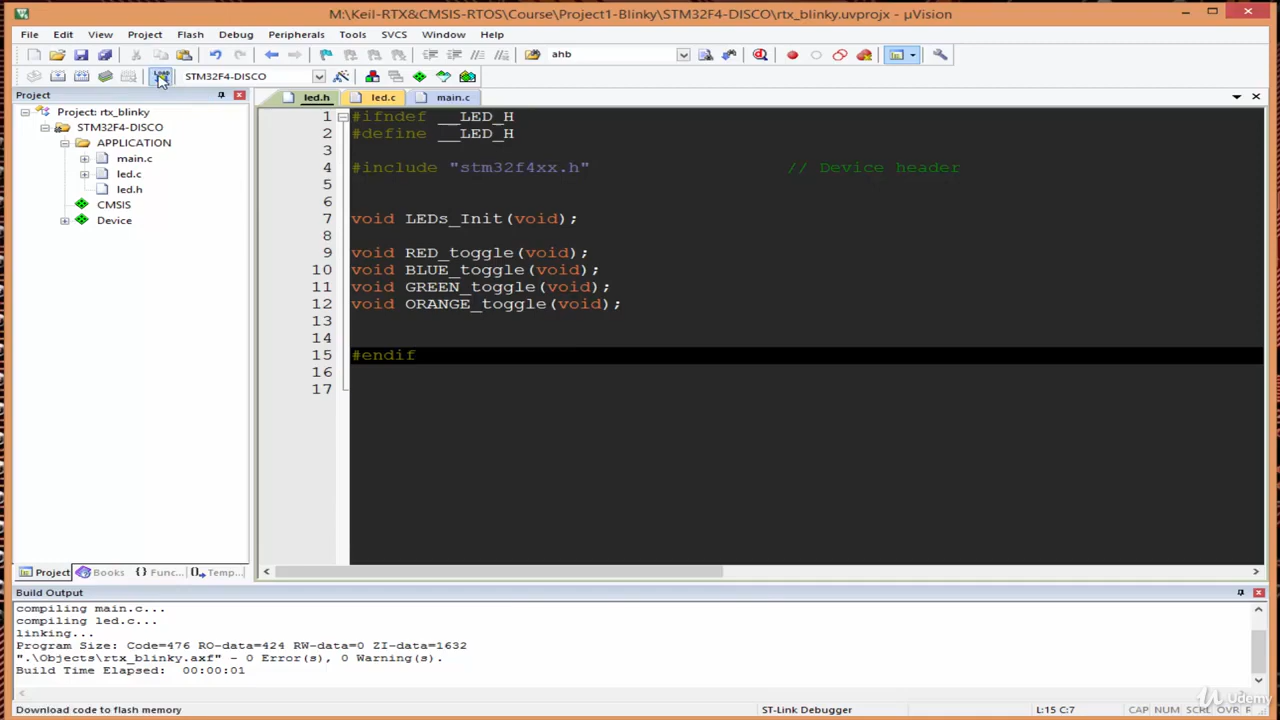 M:\Keil-RTX&CMSIS-RTOS\Course\Project1-Blinky\STM32F4-DISCO\rtx_blinky.uvprojx - µVision
File Edit View Project Flash Debug Peripherals Tools SVCS Window Help
ahb
LOAD STM32F4-DISCO
Project
led.h led.c main.c
Project: rtx_blinky
STM32F4-DISCO
APPLICATION
main.c
led.c
led.h
CMSIS
Device
1 #ifndef __LED_H
2 #define __LED_H
3
4 #include "stm32f4xx.h" // Device header
5
6
7 void LEDs_Init(void);
8
9 void RED_toggle(void);
10 void BLUE_toggle(void);
11 void GREEN_toggle(void);
12 void ORANGE_toggle(void);
13
14
15 #endif
16
17
Project Books {} Func... 0→ Temp...
Build Output
compiling main.c...
compiling led.c...
linking...
Program Size: Code=476 RO-data=424 RW-data=0 ZI-data=1632
".\Objects\rtx_blinky.axf" - 0 Error(s), 0 Warning(s).
Build Time Elapsed: 00:00:01
Download code to flash memory ST-Link Debugger L:15 C:7 CAP NUM SCRL OVR R
Udemy